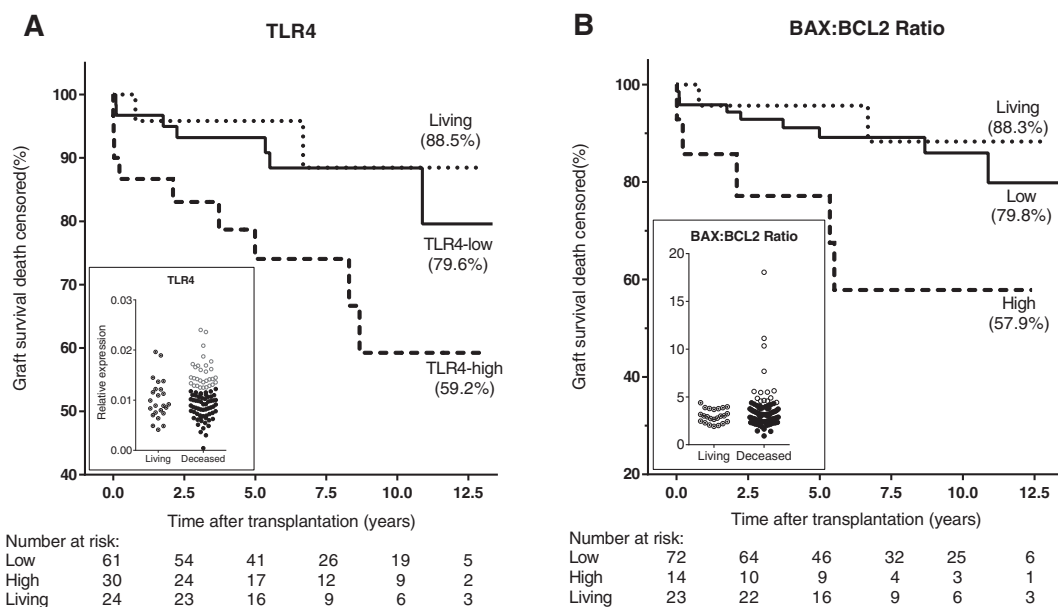 A
TLR4
Graft survival death censored(%)
100
90
80
70
60
50
40
Living
(88.5%)
TLR4-low
(79.6%)
TLR4-high
(59.2%)
TLR4
Relative expression
0.03
0.02
0.01
0.00
Living Deceased
0.0 2.5 5.0 7.5 10.0 12.5
Time after transplantation (years)
Number at risk:
Low 61 54 41 26 19 5
High 30 24 17 12 9 2
Living 24 23 16 9 6 3
B
BAX:BCL2 Ratio
Graft survival death censored(%)
100
80
60
40
20
Living
(88.3%)
Low
(79.8%)
High
(57.9%)
BAX:BCL2 Ratio
20
15
10
5
0
Living Deceased
0.0 2.5 5.0 7.5 10.0 12.5
Time after transplantation (years)
Number at risk:
Low 72 64 46 32 25 6
High 14 10 9 4 3 1
Living 23 22 16 9 6 3